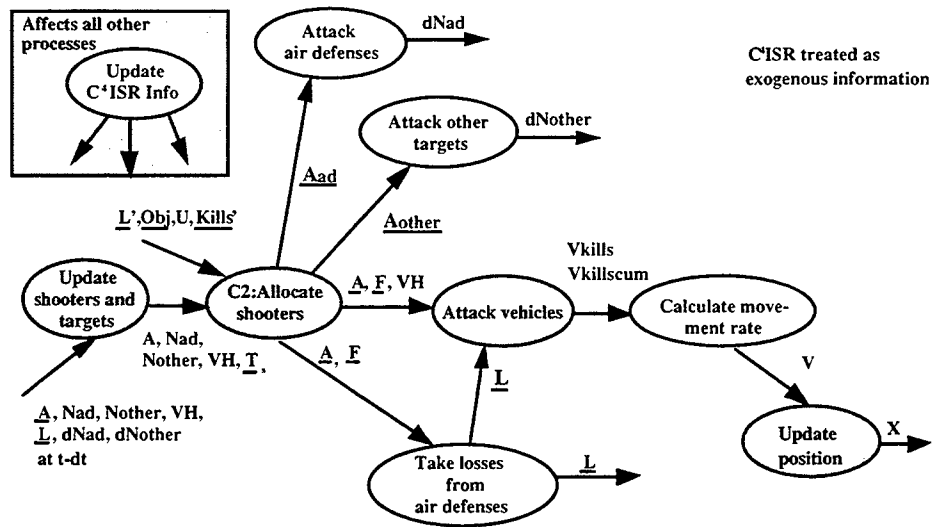 Affects all other
processes
Update
C⁴ISR Info
Attack
air defenses
dNad
C⁴ISR treated as
exogenous information
Attack other
targets
dNother
Aad
Aother
L',Obj,U,Kills'
Update
shooters and
targets
C2:Allocate
shooters
A, F, VH
Attack vehicles
Vkills
Vkillscum
Calculate move-
ment rate
A, Nad,
Nother, VH, T,
A, F
L
V
A, Nad, Nother, VH,
L, dNad, dNother
at t-dt
Take losses
from
air defenses
L
Update
position
X